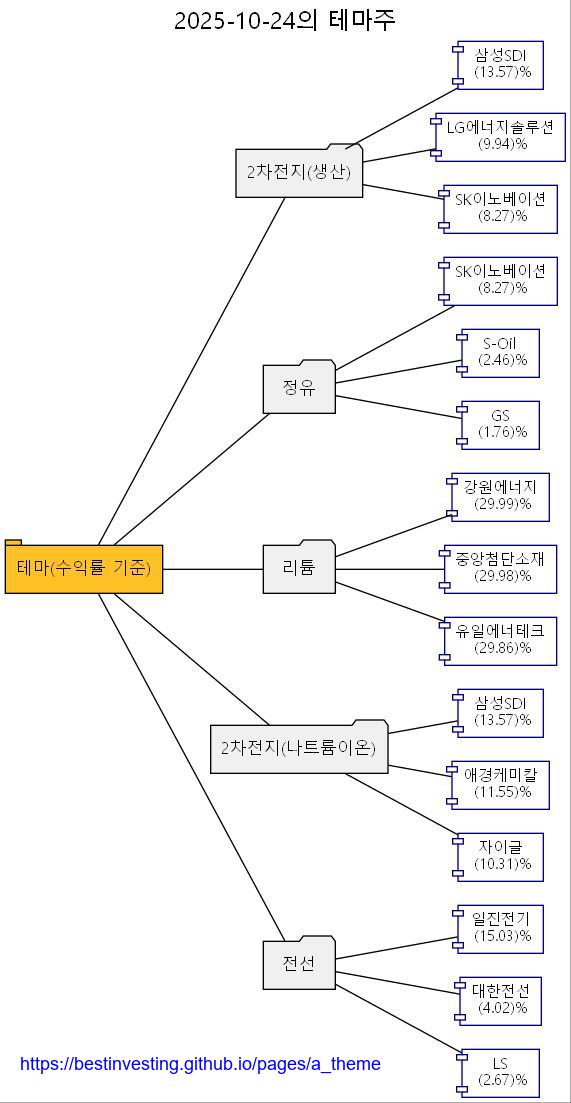 2025-10-24의 테마주
삼성SDI
(13.57)%
LG에너지솔루션
(9.94)%
2차전지(생산)
SK이노베이션
(8.27)%
SK이노베이션
(8.27)%
S-Oil
(2.46)%
정유
GS
(1.76)%
강원에너지
(29.99)%
테마(수익률 기준)
리튬
중앙첨단소재
(29.98)%
유일에너테크
(29.86)%
삼성SDI
(13.57)%
2차전지(나트륨이온)
애경케미칼
(11.55)%
자이글
(10.31)%
일진전기
(15.03)%
전선
대한전선
(4.02)%
LS
(2.67)%
https://bestinvesting.github.io/pages/a_theme